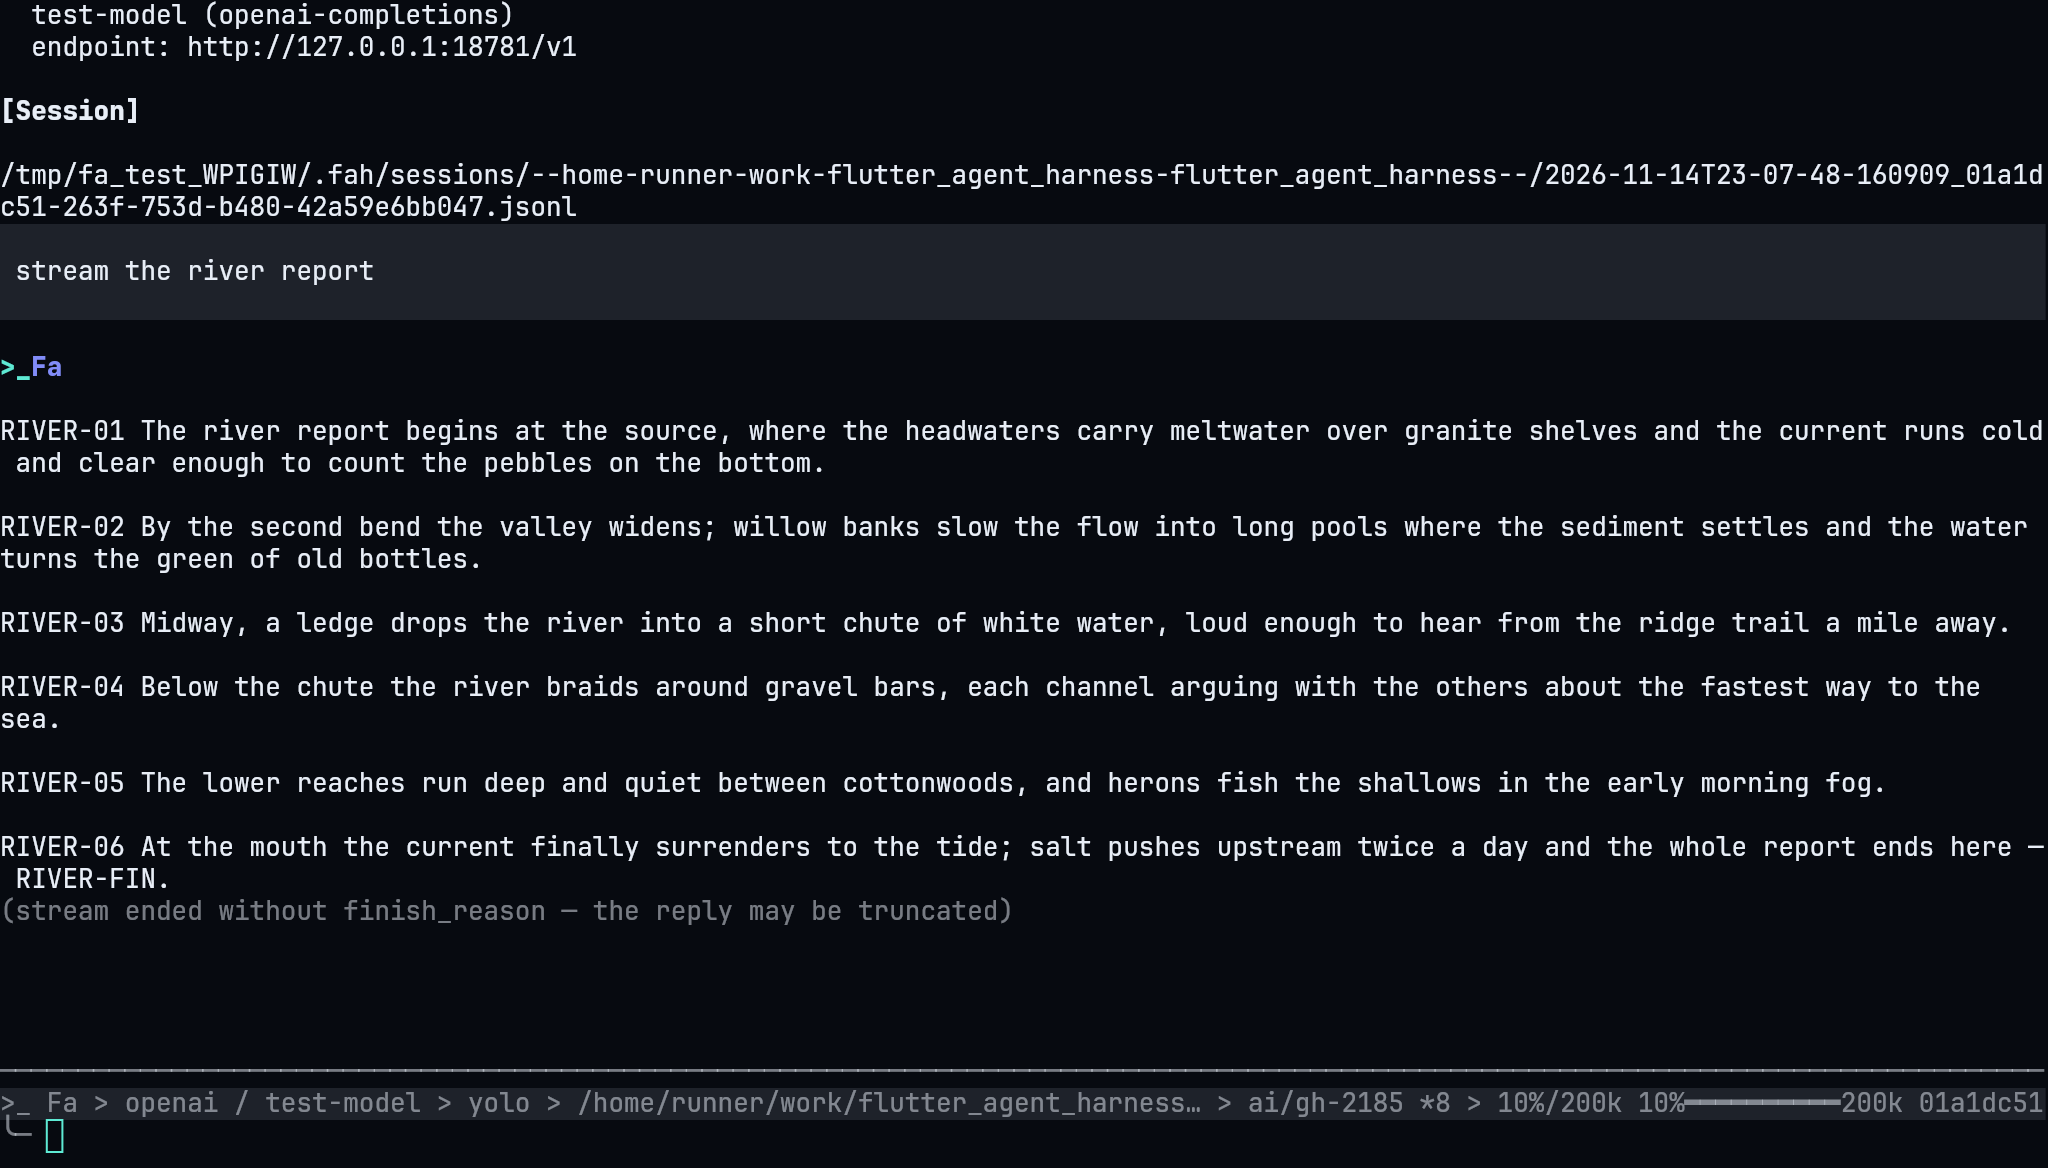 test-model (openai-completions)
endpoint: http://127.0.0.1:18781/v1
[Session]
/tmp/fa_test_WPIGIW/.fah/sessions/--home-runner-work-flutter_agent_harness-flutter_agent_harness--/2026-11-14T23-07-48-160909_01a1d
c51-263f-753d-b480-42a59e6bb047.jsonl
stream the river report
>_Fa
RIVER-01 The river report begins at the source, where the headwaters carry meltwater over granite shelves and the current runs cold
and clear enough to count the pebbles on the bottom.
RIVER-02 By the second bend the valley widens; willow banks slow the flow into long pools where the sediment settles and the water
turns the green of old bottles.
RIVER-03 Midway, a ledge drops the river into a short chute of white water, loud enough to hear from the ridge trail a mile away.
RIVER-04 Below the chute the river braids around gravel bars, each channel arguing with the others about the fastest way to the
sea.
RIVER-05 The lower reaches run deep and quiet between cottonwoods, and herons fish the shallows in the early morning fog.
RIVER-06 At the mouth the current finally surrenders to the tide; salt pushes upstream twice a day and the whole report ends here —
RIVER-FIN.
(stream ended without finish_reason — the reply may be truncated)
>_ Fa > openai / test-model > yolo > /home/runner/work/flutter_agent_harness… > ai/gh-2185 *8 > 10%/200k 10%━━━━━━━━━━200k 01a1dc51